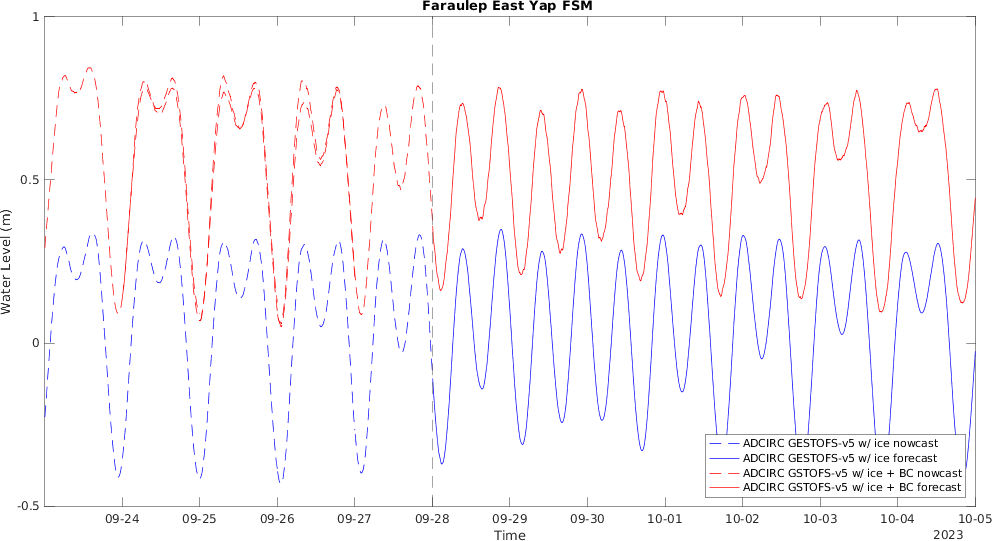 Faraulep East Yap FSM
1
0.5
0
-0.5
Water Level (m)
09-24 09-25 09-26 09-27 09-28 09-29 09-30 10-01 10-02 10-03 10-04 10-05
Time
2023
ADCIRC GESTOFS-v5 w/ ice nowcast
ADCIRC GESTOFS-v5 w/ ice forecast
ADCIRC GSTOFS-v5 w/ ice + BC nowcast
ADCIRC GSTOFS-v5 w/ ice + BC forecast